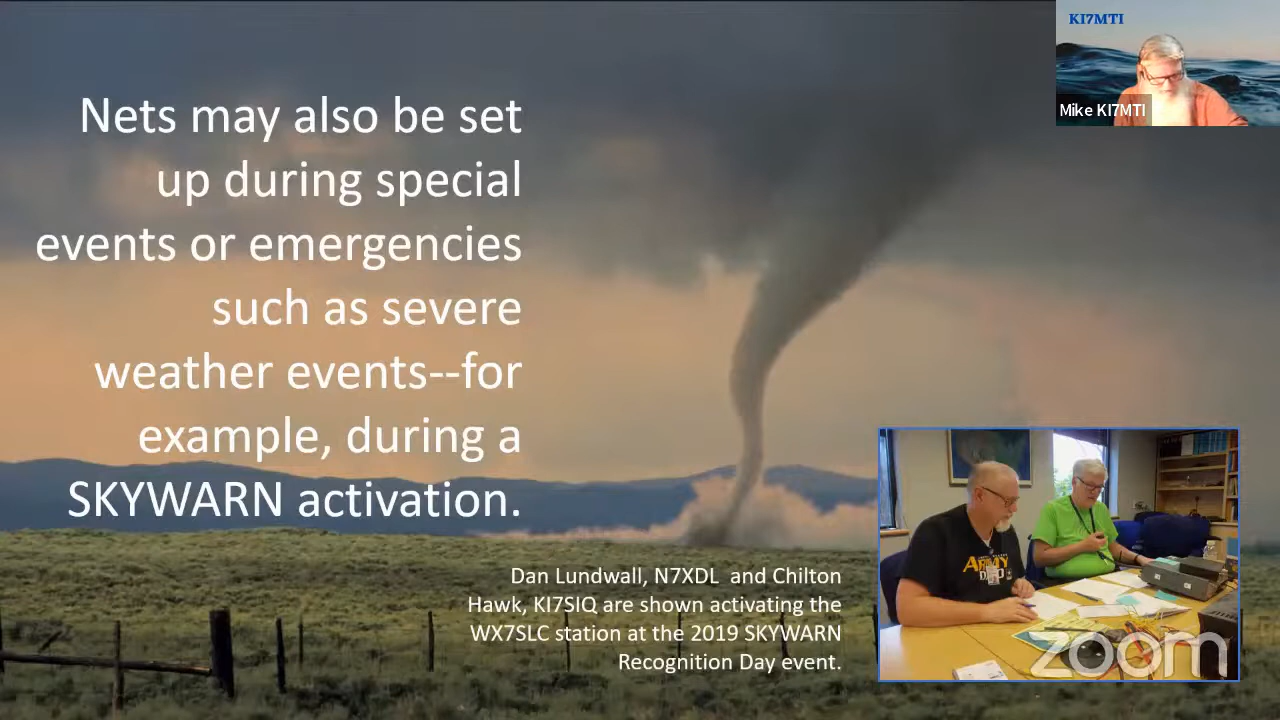 Nets may also be set
up during special
events or emergencies
such as severe
weather events--for
example, during a
SKYWARN activation.
Dan Lundwall, N7XDL and Chilton
Hawk, KI7SIQ are shown activating the
WX7SLC station at the 2019 SKYWARN
Recognition Day event.
KI7MTI
Mike KI7MTI
ARMY
zoom